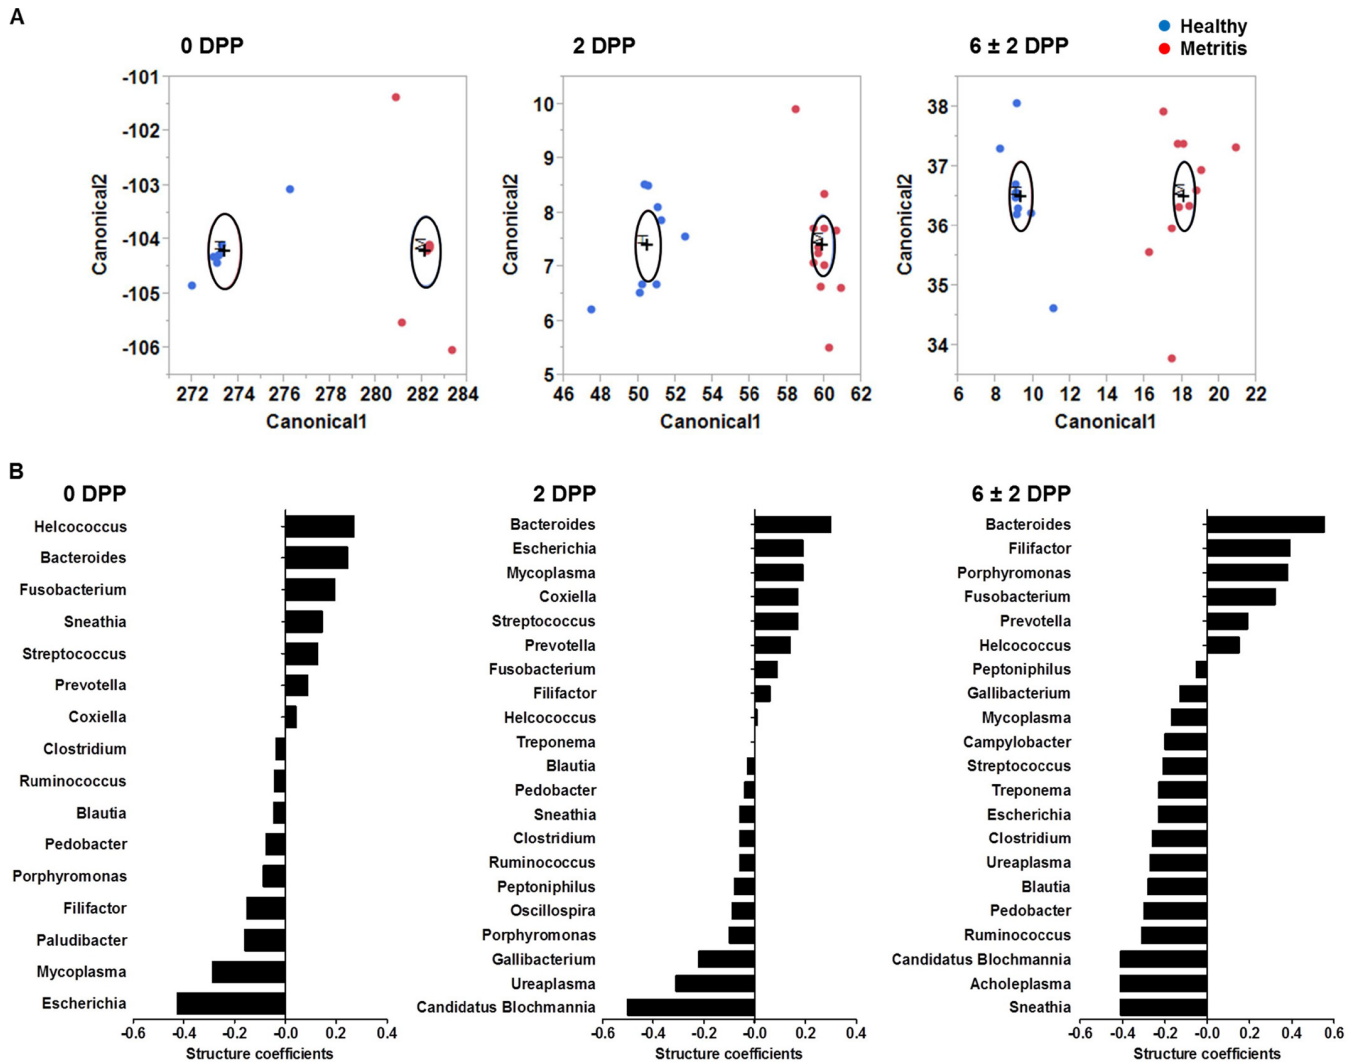 A
0 DPP
2 DPP
6 ± 2 DPP
Healthy
Metritis
-101
-102
-103
-104
-105
-106
Canonical2
H
M
272 274 276 278 280 282 284
Canonical1
10
9
8
7
6
5
Canonical2
H
M
46 48 50 52 54 56 58 60 62
Canonical1
38
37
36
35
34
Canonical2
H
M
6 8 10 12 14 16 18 20 22
Canonical1
B
0 DPP
Helcococcus
Bacteroides
Fusobacterium
Sneathia
Streptococcus
Prevotella
Coxiella
Clostridium
Ruminococcus
Blautia
Pedobacter
Porphyromonas
Filifactor
Paludibacter
Mycoplasma
Escherichia
-0.6 -0.4 -0.2 -0.0 0.2 0.4
Structure coefficients
2 DPP
Bacteroides
Escherichia
Mycoplasma
Coxiella
Streptococcus
Prevotella
Fusobacterium
Filifactor
Helcococcus
Treponema
Blautia
Pedobacter
Sneathia
Clostridium
Ruminococcus
Peptoniphilus
Oscillospira
Porphyromonas
Gallibacterium
Ureaplasma
Candidatus Blochmannia
-0.6 -0.4 -0.2 -0.0 0.2 0.4
Structure coefficients
6 ± 2 DPP
Bacteroides
Filifactor
Porphyromonas
Fusobacterium
Prevotella
Helcococcus
Peptoniphilus
Gallibacterium
Mycoplasma
Campylobacter
Streptococcus
Treponema
Escherichia
Clostridium
Ureaplasma
Blautia
Pedobacter
Ruminococcus
Candidatus Blochmannia
Acholeplasma
Sneathia
-0.6 -0.4 -0.2 -0.0 0.2 0.4 0.6
Structure coefficients